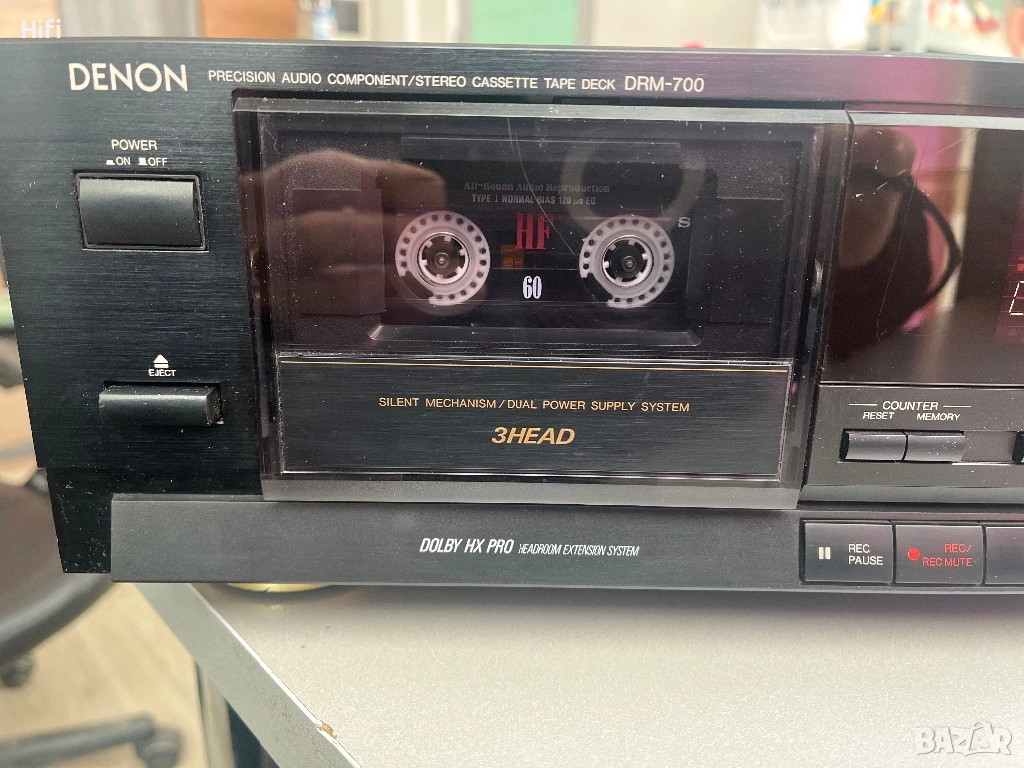 Hifi
DENON PRECISION AUDIO COMPONENT/STEREO CASSETTE TAPE DECK DRM-700
POWER
ON OFF
EJECT
All-Round Audio Reproduction
TYPE I NORMAL BIAS 120 µs EQ
HF
S
60
SILENT MECHANISM/DUAL POWER SUPPLY SYSTEM
3HEAD
COUNTER
RESET MEMORY
DOLBY HX PRO HEADROOM EXTENSION SYSTEM
REC PAUSE
REC/ REC MUTE
BAZAR